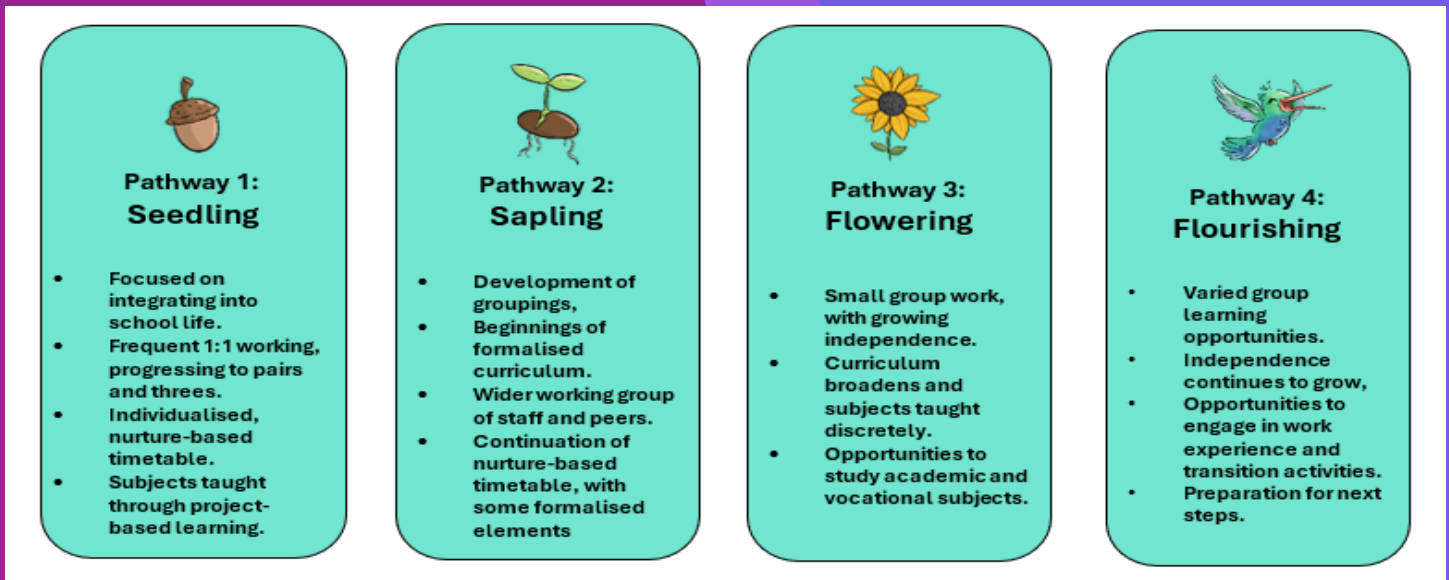 Pathway 1:
Seedling
• Focused on
integrating into
school life.
• Frequent 1:1 working,
progressing to pairs
and threes.
• Individualised,
nurture-based
timetable.
• Subjects taught
through project-
based learning.
Pathway 2:
Sapling
• Development of
groupings,
• Beginnings of
formalised
curriculum.
• Wider working group
of staff and peers.
• Continuation of
nurture-based
timetable, with
some formalised
elements
Pathway 3:
Flowering
• Small group work,
with growing
independence.
• Curriculum
broadens and
subjects taught
discretely.
• Opportunities to
study academic and
vocational subjects.
Pathway 4:
Flourishing
• Varied group
learning
opportunities.
• Independence
continues to grow,
• Opportunities to
engage in work
experience and
transition activities.
• Preparation for next
steps.